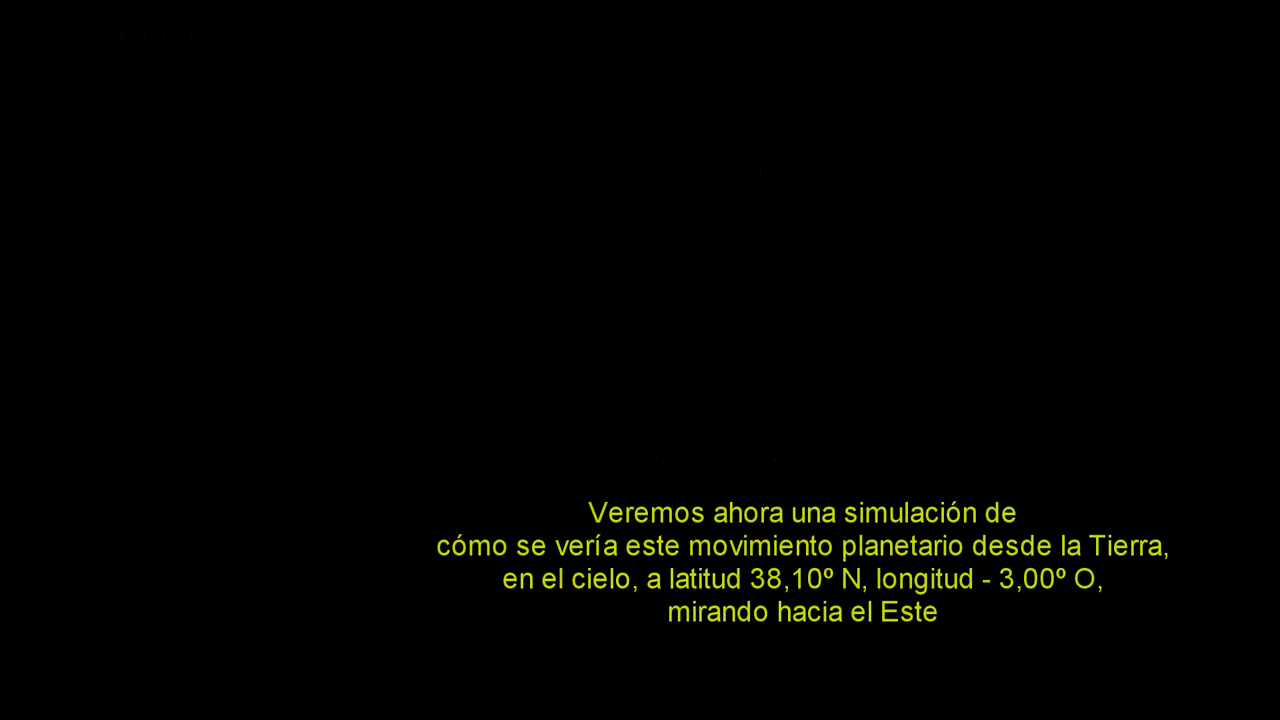 Veremos ahora una simulación de
cómo se vería este movimiento planetario desde la Tierra,
en el cielo, a latitud 38,10º N, longitud - 3,00º O,
mirando hacia el Este